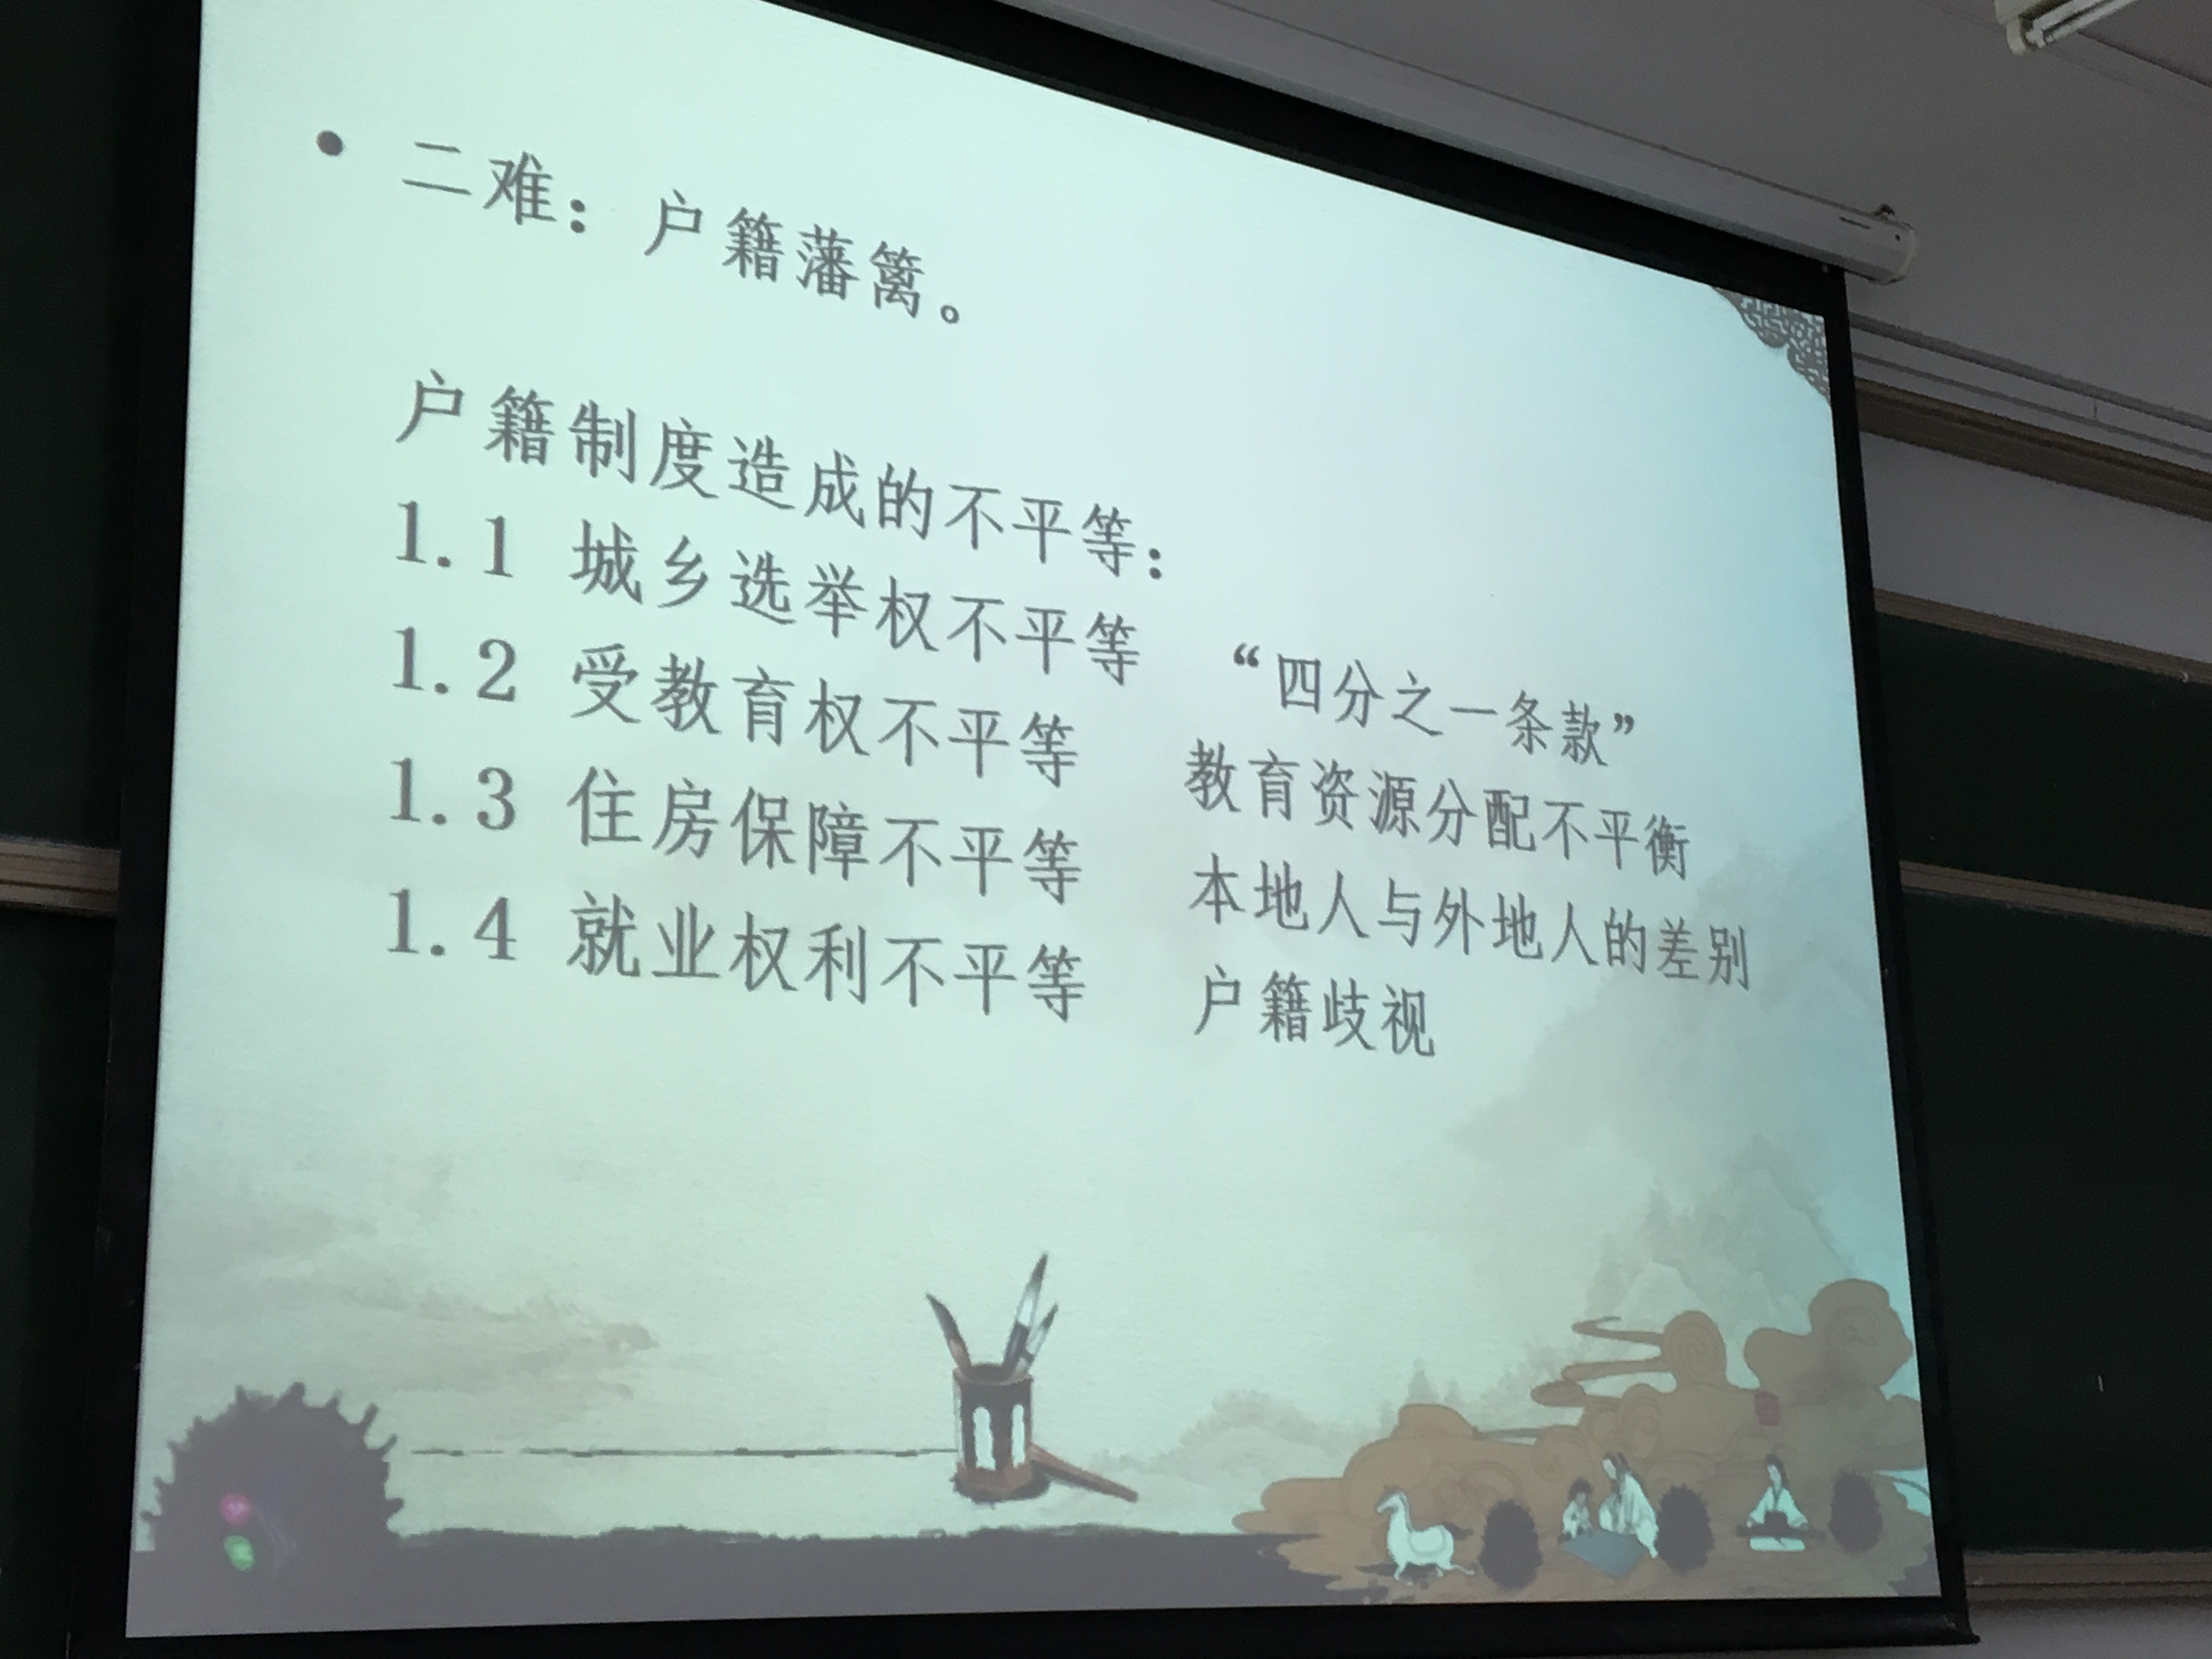 • 二难：户籍藩篱。
户籍制度造成的不平等：
1.1 城乡选举权不平等 “四分之一条款”
1.2 受教育权不平等 教育资源分配不平衡
1.3 住房保障不平等 本地人与外地人的差别
1.4 就业权利不平等 户籍歧视